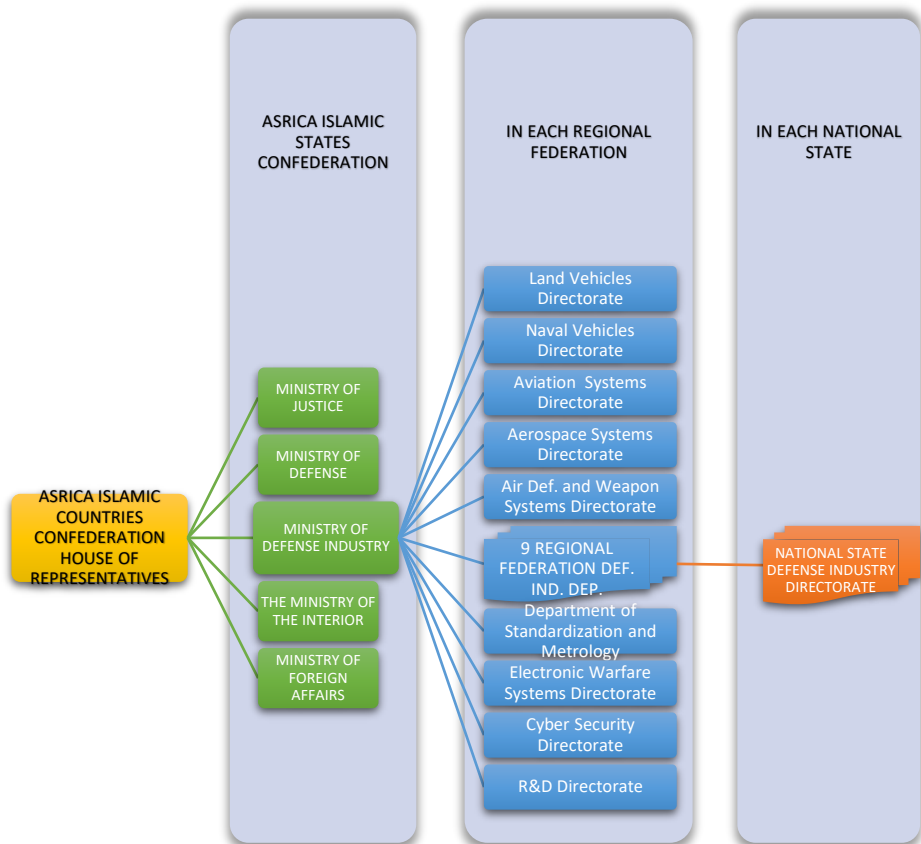 ASRICA ISLAMIC
STATES
CONFEDERATION
IN EACH REGIONAL
FEDERATION
IN EACH NATIONAL
STATE
ASRICA ISLAMIC
COUNTRIES
CONFEDERATION
HOUSE OF
REPRESENTATIVES
MINISTRY OF
JUSTICE
MINISTRY OF
DEFENSE
MINISTRY OF
DEFENSE INDUSTRY
THE MINISTRY OF
THE INTERIOR
MINISTRY OF
FOREIGN
AFFAIRS
Land Vehicles
Directorate
Naval Vehicles
Directorate
Aviation Systems
Directorate
Aerospace Systems
Directorate
Air Def. and Weapon
Systems Directorate
9 REGIONAL
FEDERATION DEF.
IND. DEP.
Department of
Standardization and
Metrology
Electronic Warfare
Systems Directorate
Cyber Security
Directorate
R&D Directorate
NATIONAL STATE
DEFENSE INDUSTRY
DIRECTORATE